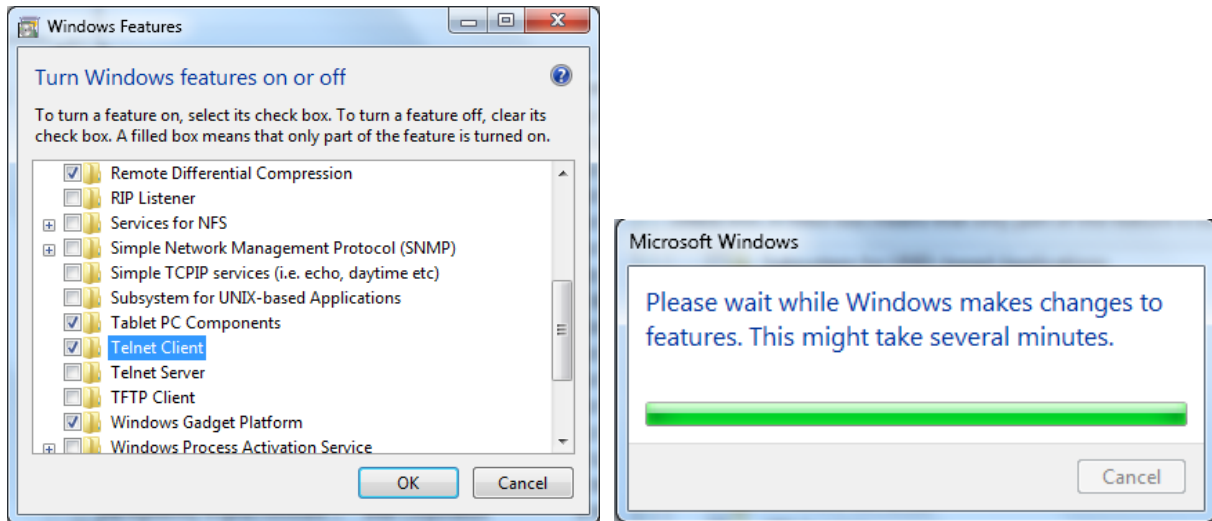 Windows Features
Turn Windows features on or off
To turn a feature on, select its check box. To turn a feature off, clear its
check box. A filled box means that only part of the feature is turned on.
Remote Differential Compression
RIP Listener
Services for NFS
Simple Network Management Protocol (SNMP)
Simple TCPIP services (i.e. echo, daytime etc)
Subsystem for UNIX-based Applications
Tablet PC Components
Telnet Client
Telnet Server
TFTP Client
Windows Gadget Platform
Windows Process Activation Service
OK
Cancel
Microsoft Windows
Please wait while Windows makes changes to
features. This might take several minutes.
Cancel